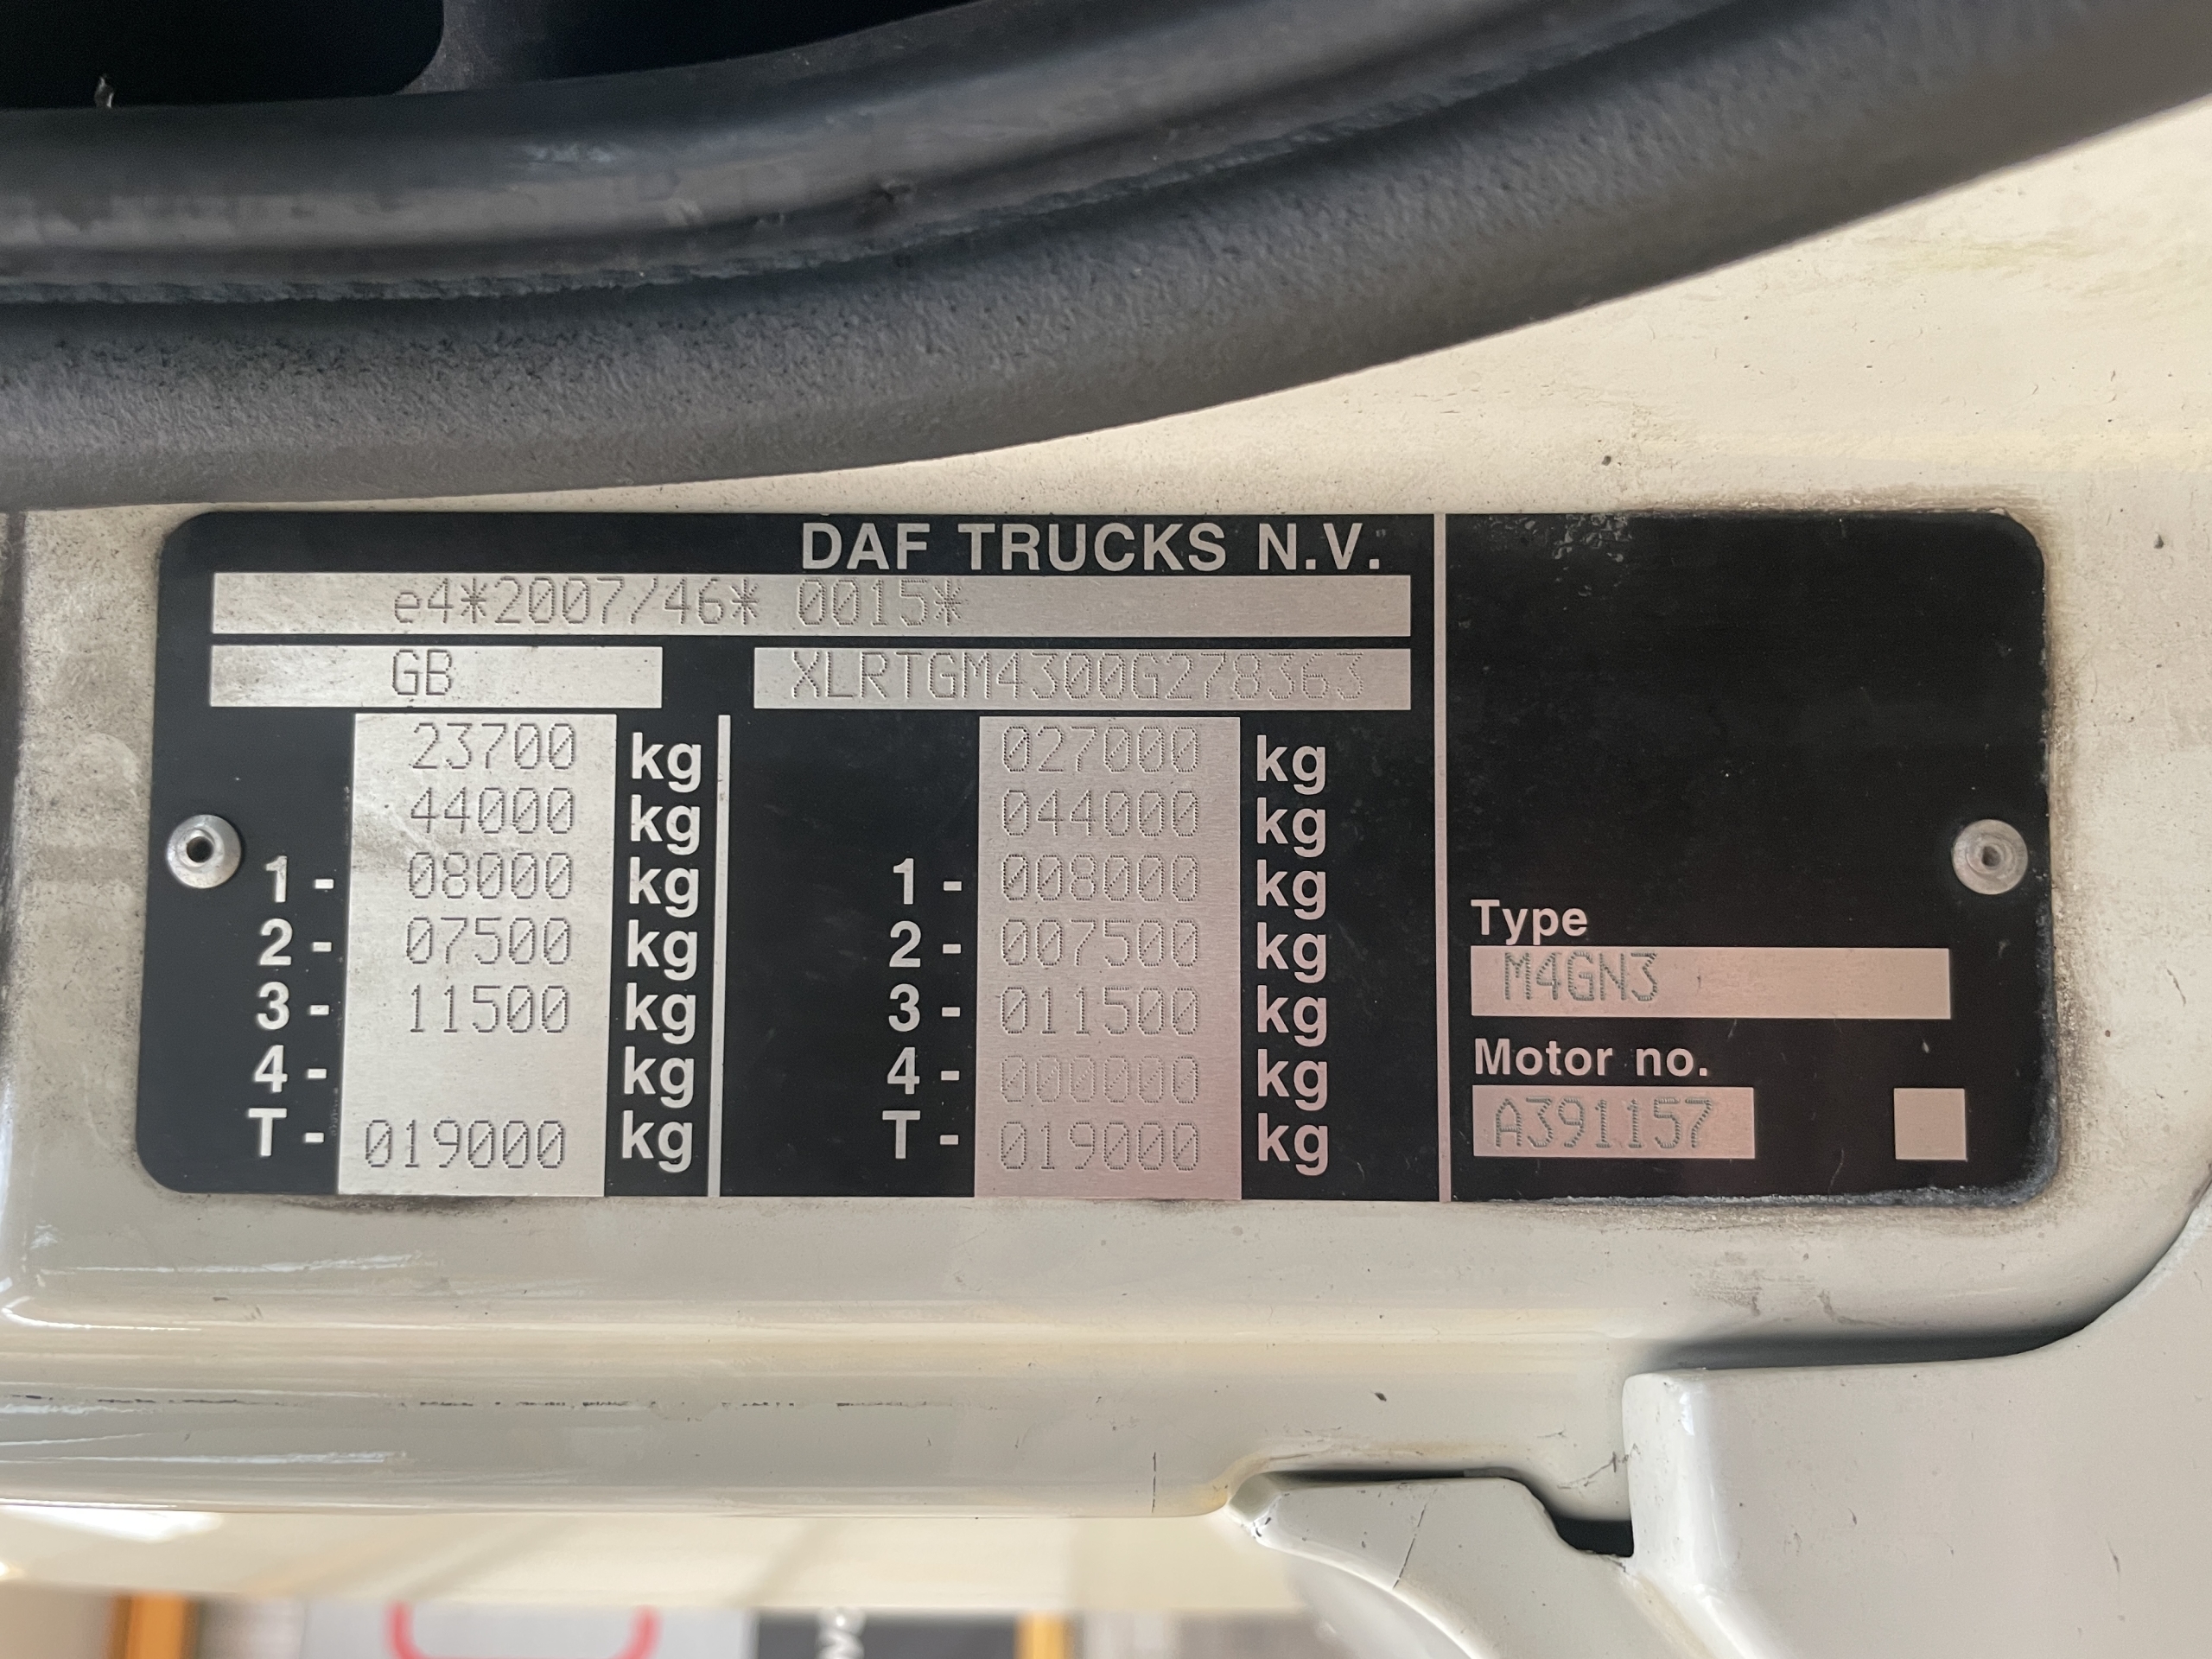 DAF TRUCKS N.V.
e4*2007/46* 0015*
GB XLRTGM4300G278363
23700 kg 027000 kg
44000 kg 044000 kg
1 - 08000 kg 1 - 008000 kg
2 - 07500 kg 2 - 007500 kg
3 - 11500 kg 3 - 011500 kg
4 - kg 4 - 000000 kg
T - 019000 kg T - 019000 kg
Type
M4GN3
Motor no.
A391157